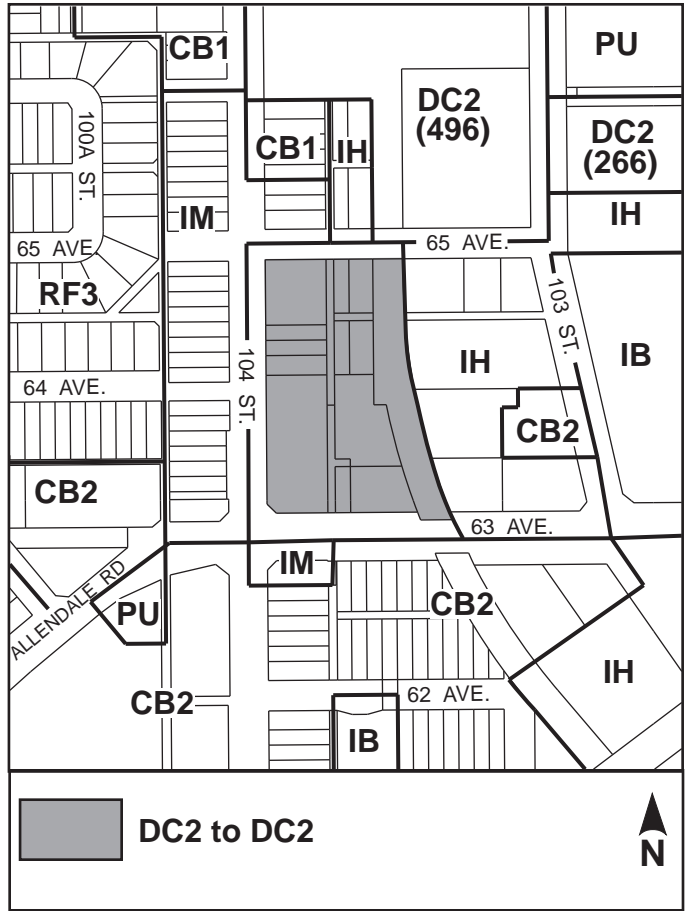 CB1
PU
DC2
(496)
DC2
(266)
CB1
IH
100A ST.
IM
IH
65 AVE.
65 AVE.
RF3
103 ST.
IB
104 ST.
IH
64 AVE.
CB2
CB2
63 AVE.
IM
ALLENDALE RD
PU
CB2
IH
CB2
62 AVE.
IB
DC2 to DC2
N